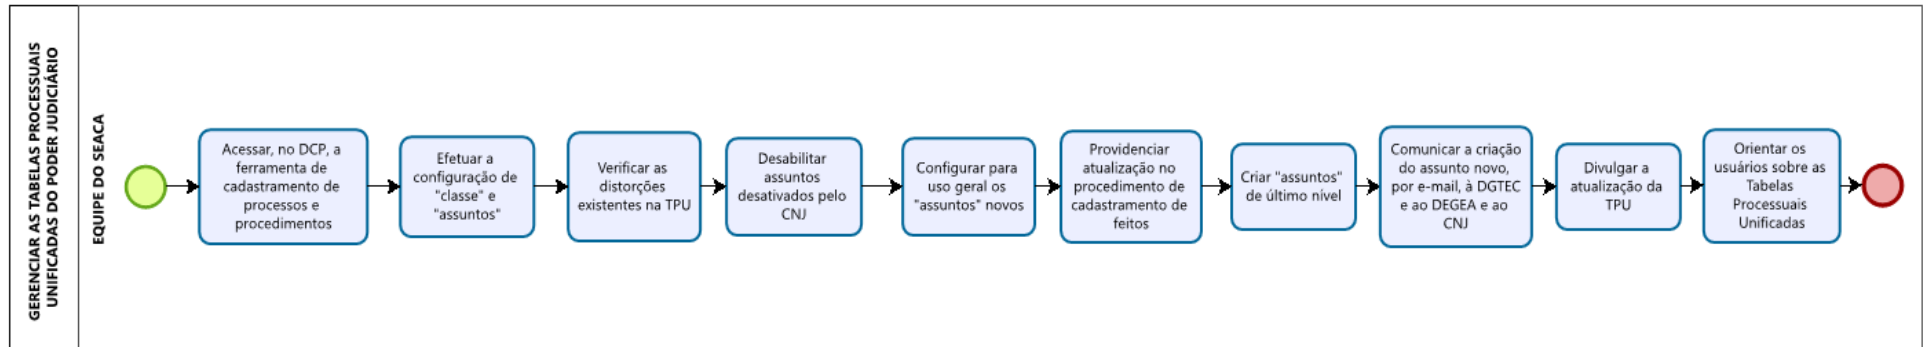 GERENCIAR AS TABELAS PROCESSUAIS
UNIFICADAS DO PODER JUDICIÁRIO
EQUIPE DO SEACA
Acessar, no DCP, a
ferramenta de
cadastramento de
processos e
procedimentos
Efetuar a
configuração de
"classe" e
"assuntos"
Verificar as
distorções
existentes na TPU
Desabilitar
assuntos
desativados pelo
CNJ
Configurar para
uso geral os
"assuntos" novos
Providenciar
atualização no
procedimento de
cadastramento de
feitos
Criar "assuntos"
de último nível
Comunicar a criação
do assunto novo,
por e-mail, à DGTEC
e ao DEGEA e ao
CNJ
Divulgar a
atualização da
TPU
Orientar os
usuários sobre as
Tabelas
Processuais
Unificadas